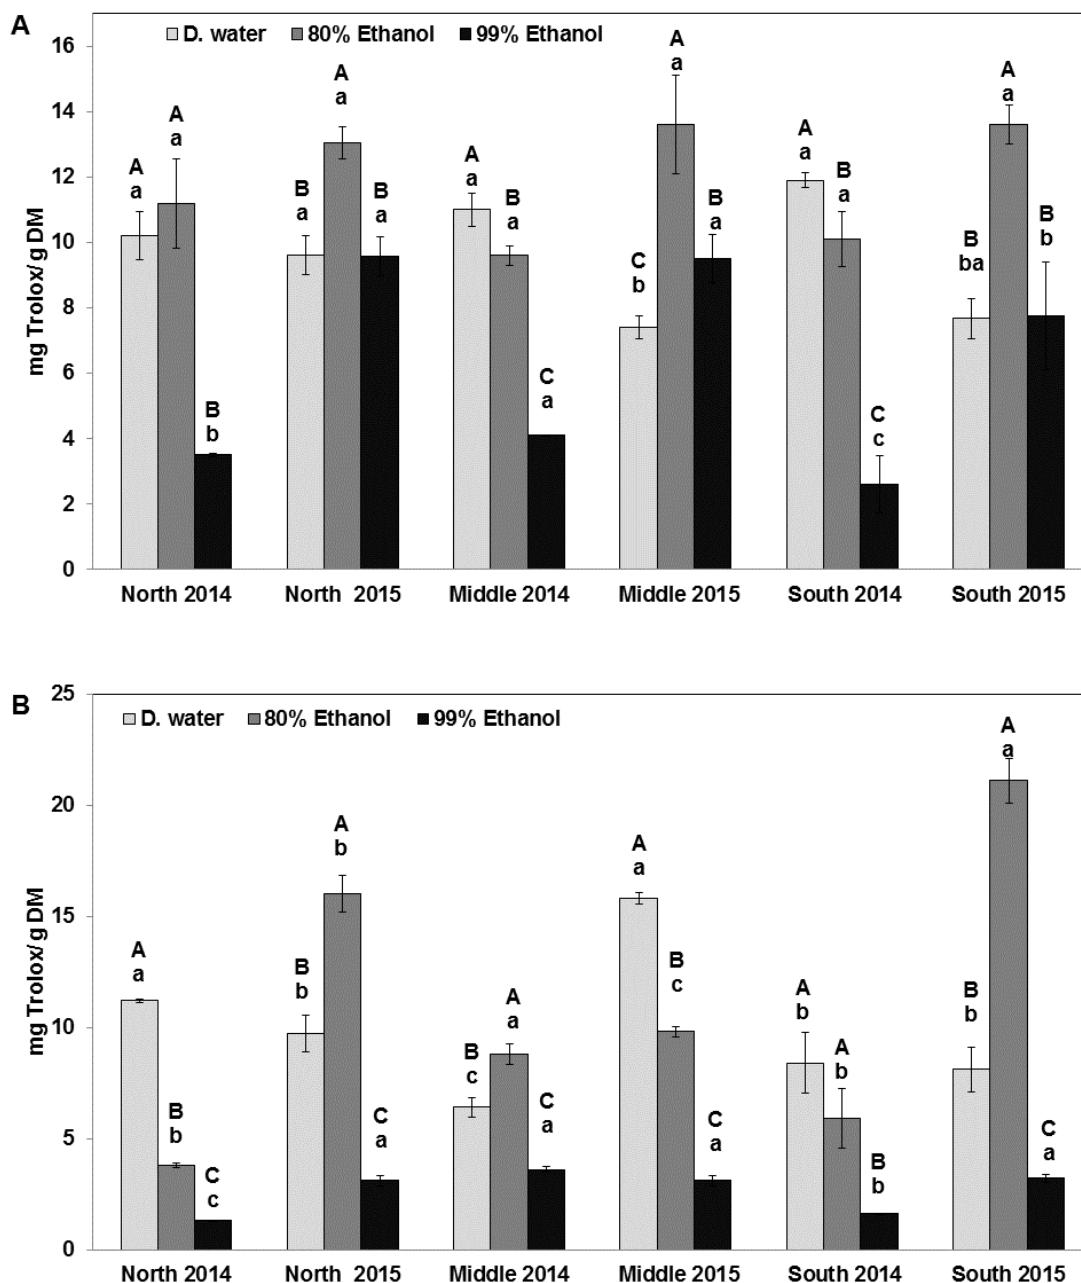 A
D. water 80% Ethanol 99% Ethanol
mg Trolox/ g DM
16
14
12
10
8
6
4
2
0
A
a
A
a
B
b
B
a
A
a
B
a
A
a
B
a
C
a
C
b
A
a
B
a
A
a
B
a
C
c
B
ba
A
a
B
b
North 2014 North 2015 Middle 2014 Middle 2015 South 2014 South 2015
B
D. water 80% Ethanol 99% Ethanol
mg Trolox/ g DM
25
20
15
10
5
0
A
a
B
b
C
c
B
b
A
b
C
a
B
c
A
a
C
a
A
a
B
c
C
a
A
b
A
b
B
b
B
b
A
a
C
a
North 2014 North 2015 Middle 2014 Middle 2015 South 2014 South 2015